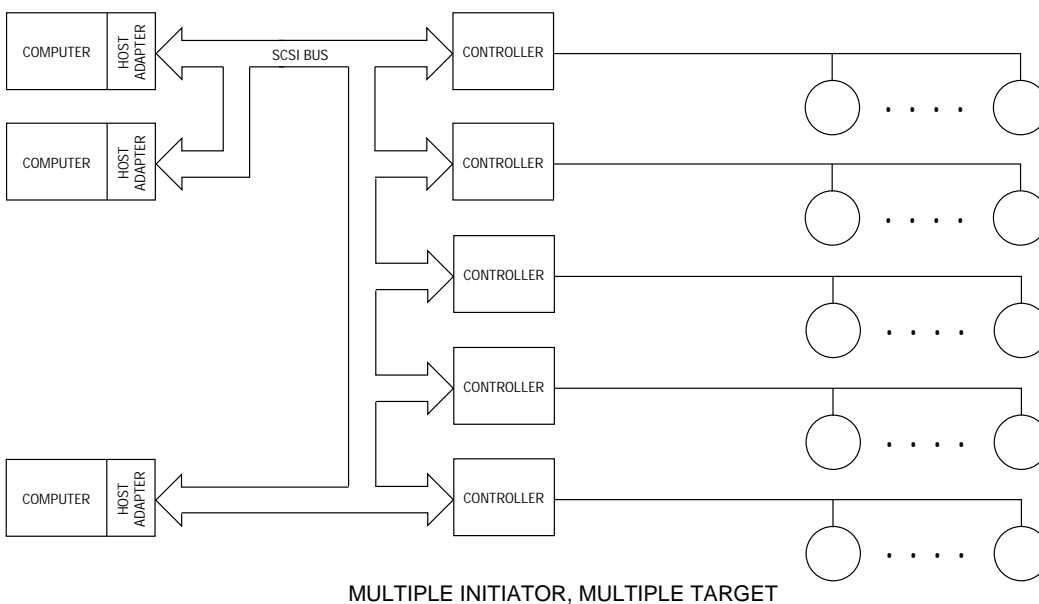 COMPUTER
HOST
ADAPTER
SCSI BUS
CONTROLLER
COMPUTER
HOST
ADAPTER
CONTROLLER
CONTROLLER
CONTROLLER
COMPUTER
HOST
ADAPTER
CONTROLLER
MULTIPLE INITIATOR, MULTIPLE TARGET